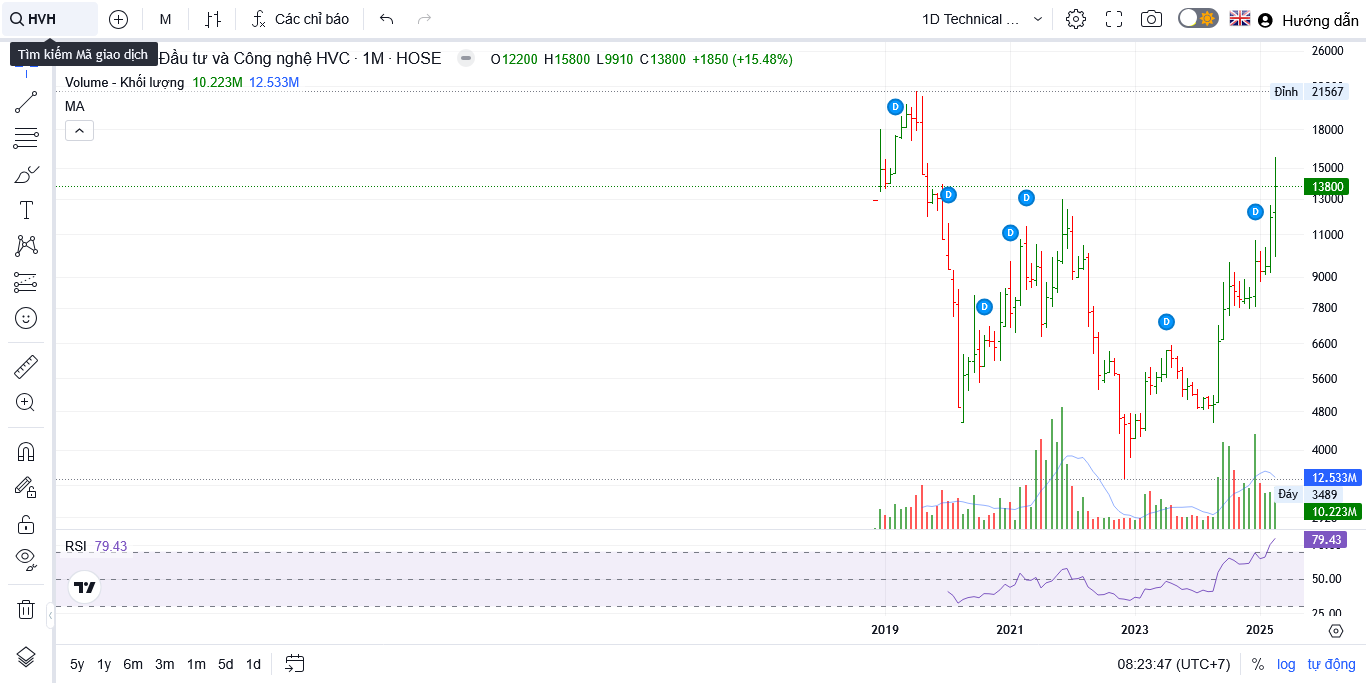 HVH
M
Các chỉ báo
1D Technical ...
Hướng dẫn
Tìm kiếm Mã giao dịch
Đầu tư và Công nghệ HVC · 1M · HOSE
O12200 H15800 L9910 C13800 +1850 (+15.48%)
Volume - Khối lượng 10.223M 12.533M
MA
26000
Đỉnh 21567
18000
15000
13800
13000
11000
9000
7800
6600
5600
4800
4000
12.533M
Đáy 3489
10.223M
D
D
D
D
D
D
D
RSI 79.43
79.43
50.00
25.00
2019
2021
2023
2025
5y 1y 6m 3m 1m 5d 1d
08:23:47 (UTC+7)
% log tự động